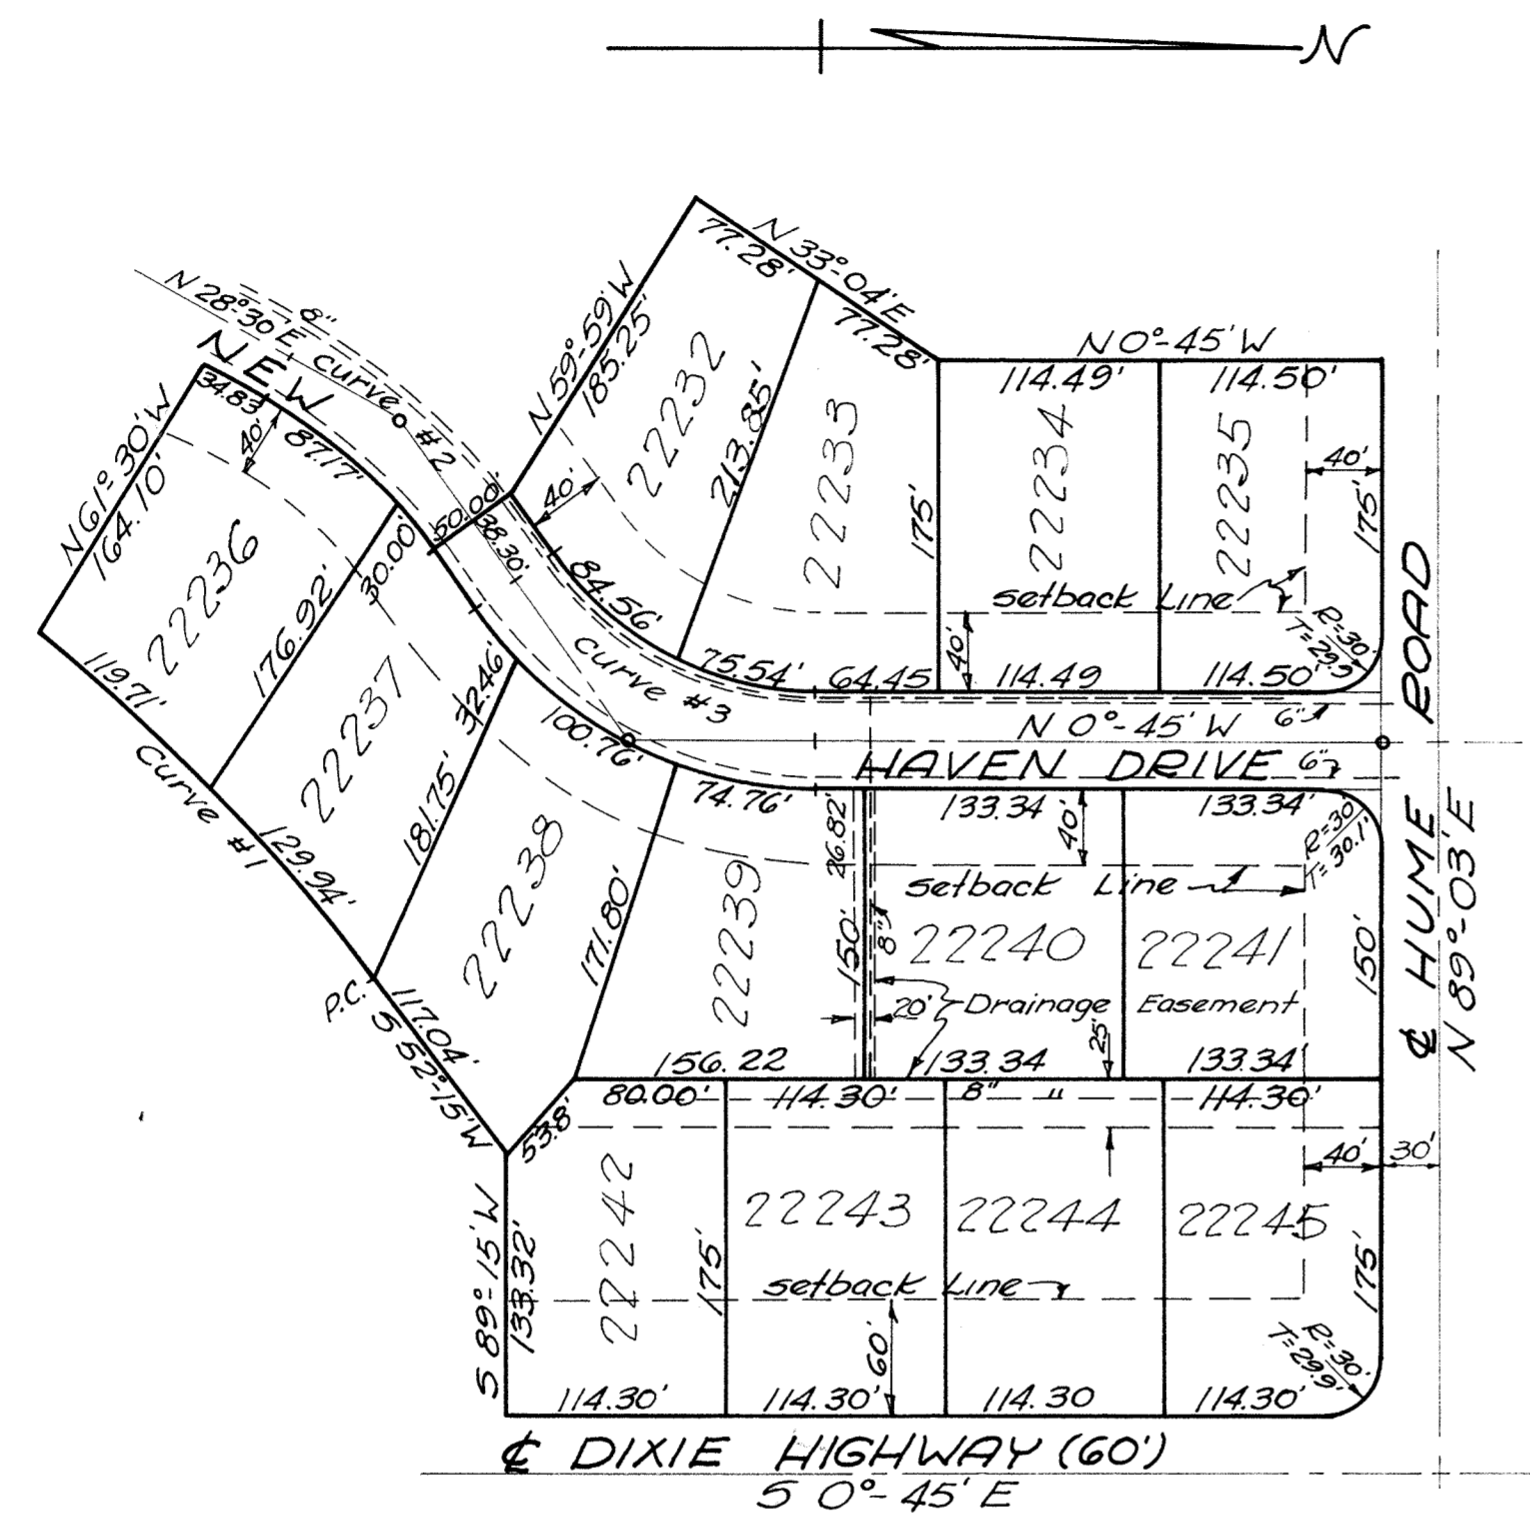 N
N 33°-04' E
77.28'
77.28'
N 59°-59' W
185.25'
22232
213.85'
22233
175'
N 0°-45' W
114.49'
114.50'
22234
22235
40'
175'
N 28°30' E
8"
curve
#2
NEW
34.83
87.17'
40'
N 61°-30' W
164.10'
22236
119.71'
176.92'
30.00'
50.00'
38.30'
40'
84.56'
75.54'
64.45
40'
114.49
114.50'
Setback Line
R=30'
T=29.9'
curve #3
N 0°-45' W
6"
HAVEN DRIVE
6"
HUME ROAD
N 89°-03' E
Curve #1
22237
129.94'
181.75'
32.46'
100.76'
74.76'
26.82'
133.34
133.34'
40'
R=30'
T=30.1'
Setback Line
22238
171.80'
22239
150'
8"
22240
22241
150'
20'
Drainage Easement
25'
P.C.
117.04'
S 52°-15' W
53.8'
156.22
133.34
133.34'
80.00'
114.30'
8" "
114.30'
40'
30'
S 89°-15' W
133.32'
22242
175'
22243
22244
22245
175'
Setback Line
60'
R=30'
T=29.9'
114.30'
114.30'
114.30
114.30'
℄ DIXIE HIGHWAY (60')
S 0°-45' E
℄